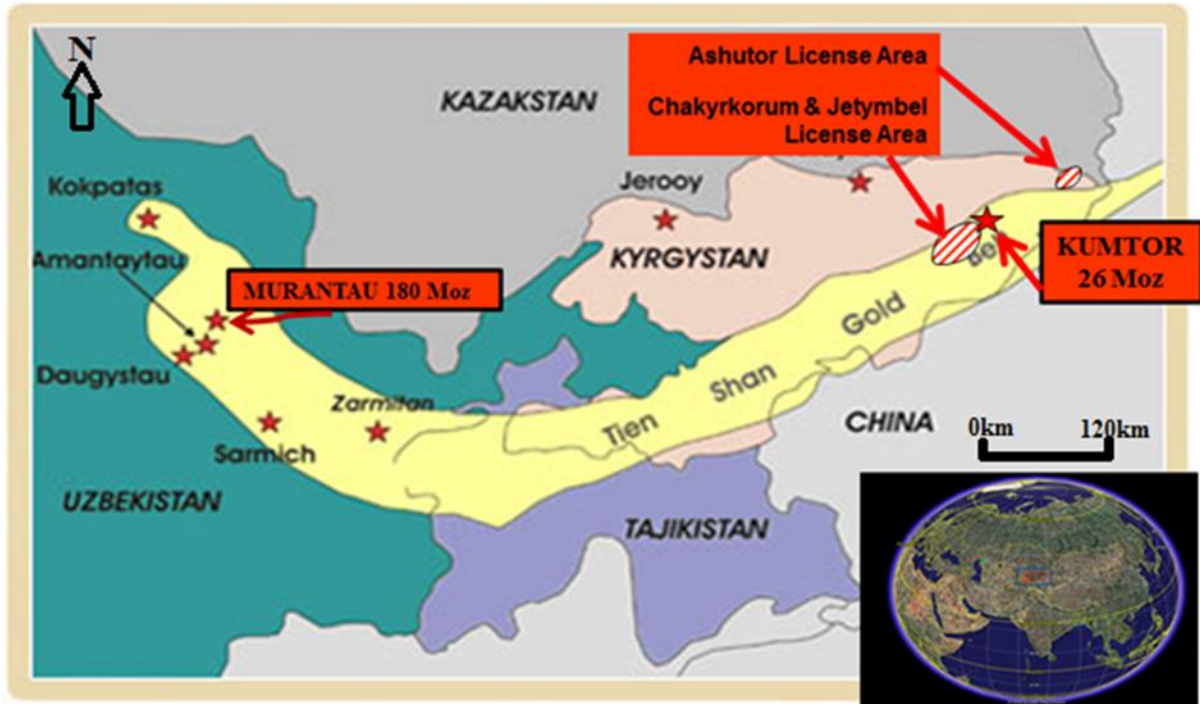 N
KAZAKSTAN
Ashutor License Area
Chakyrkorum & Jetymbel
License Area
Kokpatas
Jerooy
Amantaytau
KYRGYSTAN
KUMTOR
26 Moz
MURANTAU 180 Moz
Daugystau
Zarmitan
Sarmich
Tien Shan Gold
CHINA
0km 120km
UZBEKISTAN
TAJIKISTAN